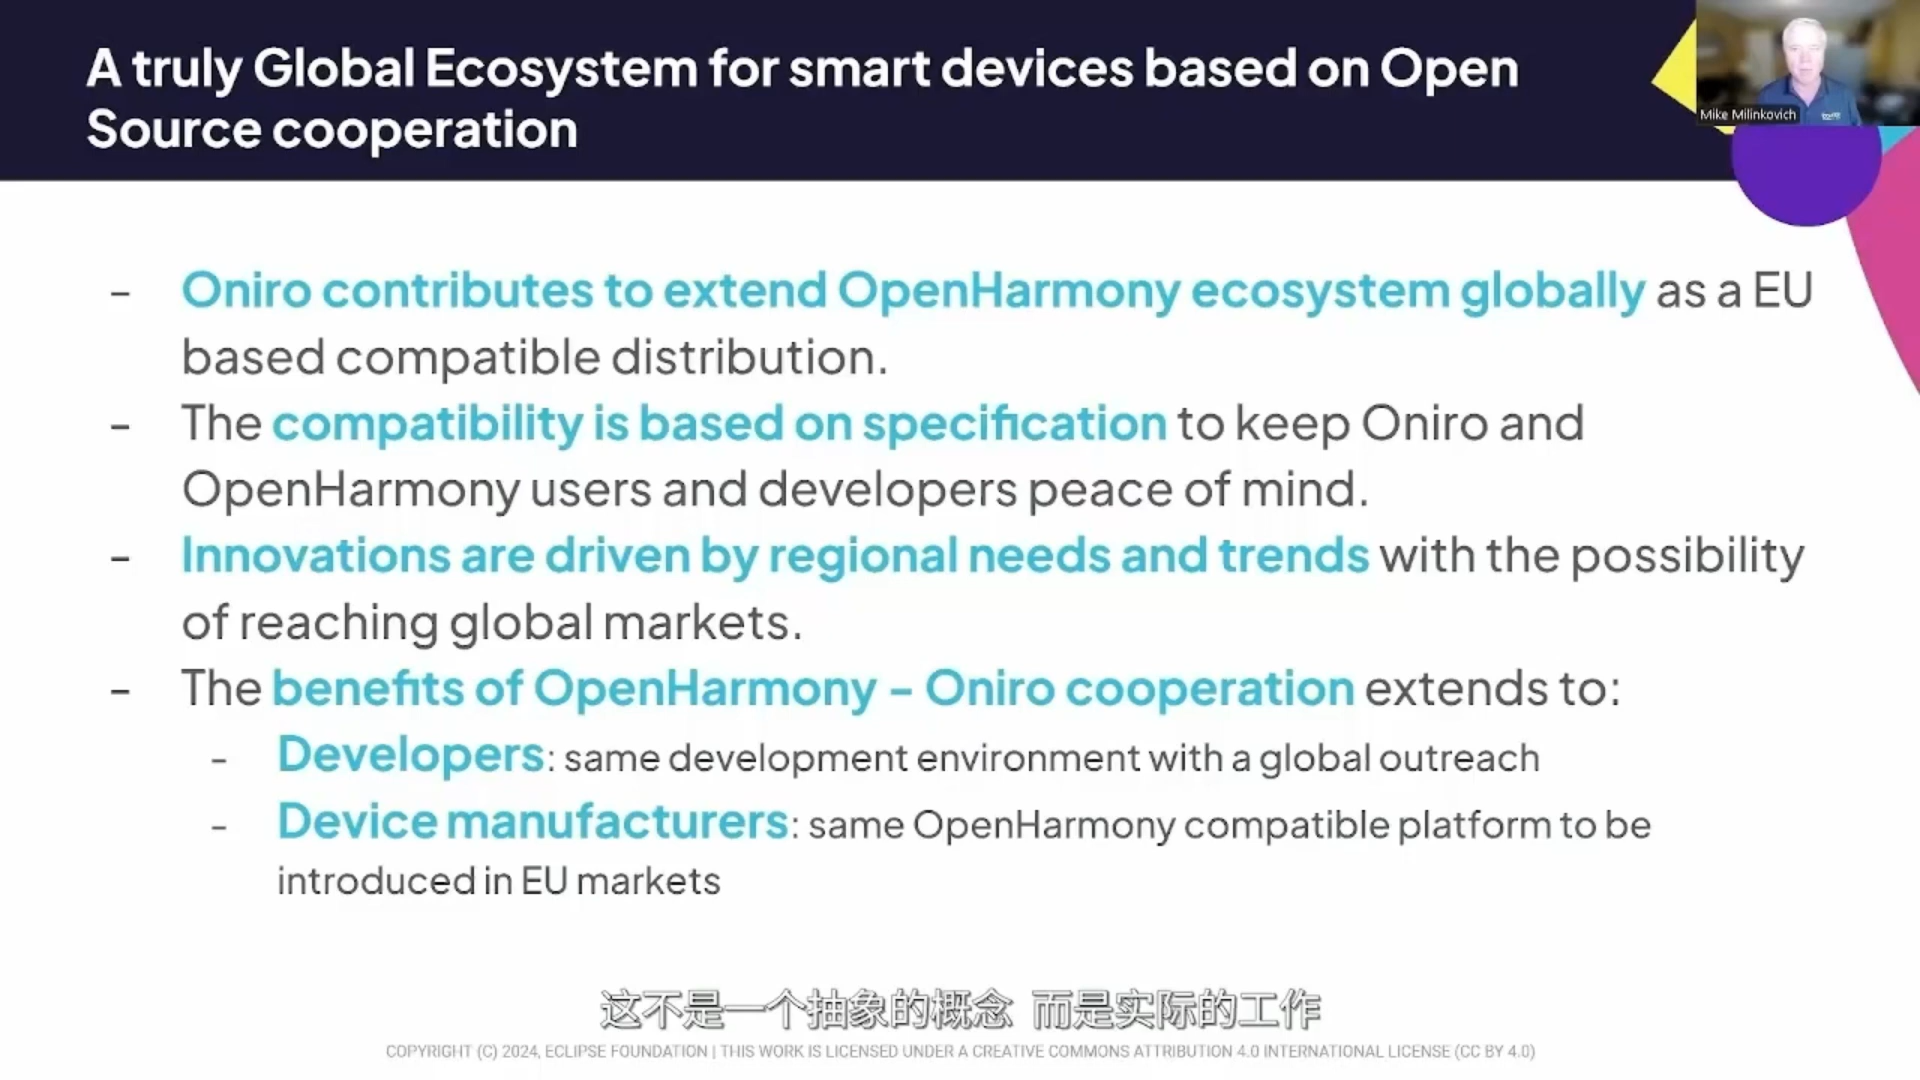 A truly Global Ecosystem for smart devices based on Open
Source cooperation
Mike Milinkovich
- Oniro contributes to extend OpenHarmony ecosystem globally as a EU
based compatible distribution.
- The compatibility is based on specification to keep Oniro and
OpenHarmony users and developers peace of mind.
- Innovations are driven by regional needs and trends with the possibility
of reaching global markets.
- The benefits of OpenHarmony – Oniro cooperation extends to:
- Developers: same development environment with a global outreach
- Device manufacturers: same OpenHarmony compatible platform to be
introduced in EU markets
这不是一个抽象的概念 而是实际的工作
COPYRIGHT (C) 2024, ECLIPSE FOUNDATION | THIS WORK IS LICENSED UNDER A CREATIVE COMMONS ATTRIBUTION 4.0 INTERNATIONAL LICENSE (CC BY 4.0)